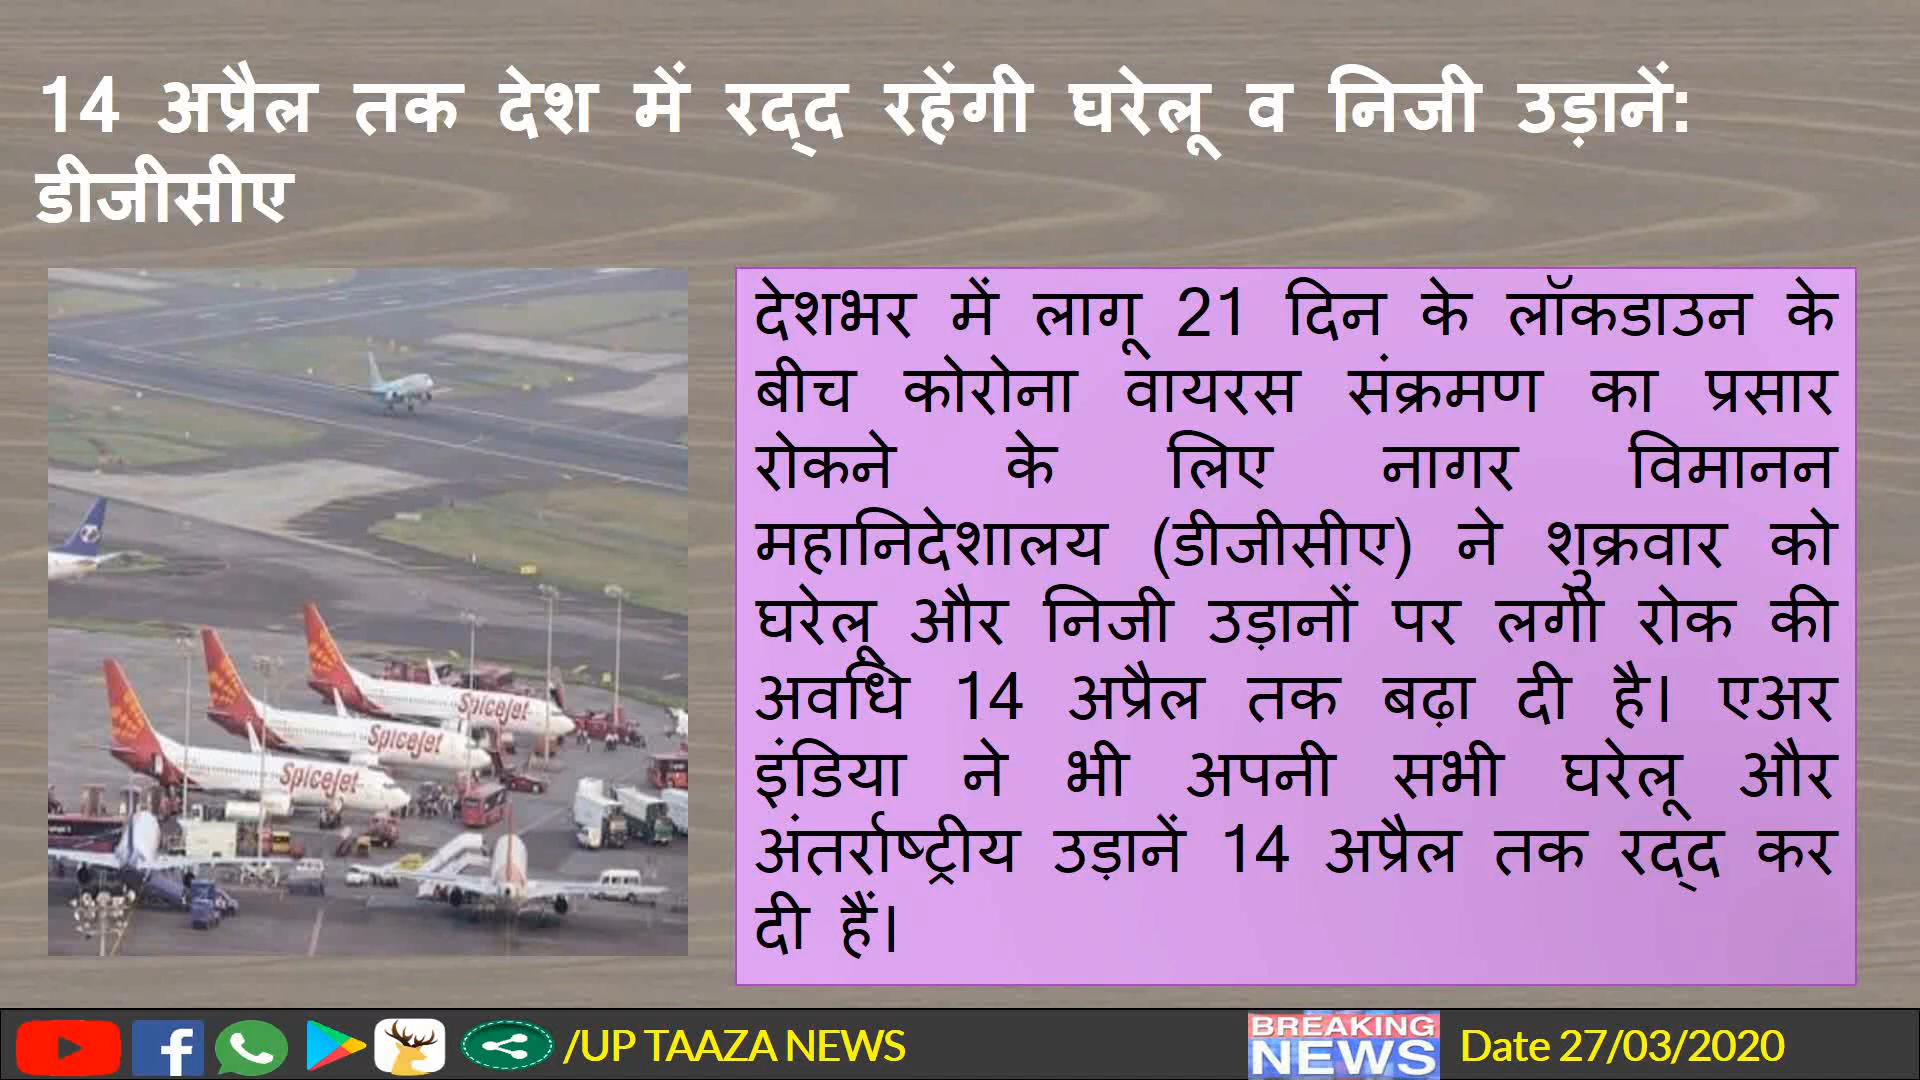 14 अप्रैल तक देश में रद्द रहेंगी घरेलू व निजी उड़ानें:
डीजीसीए
देशभर में लागू 21 दिन के लॉकडाउन के
बीच कोरोना वायरस संक्रमण का प्रसार
रोकने के लिए नागर विमानन
महानिदेशालय (डीजीसीए) ने शुक्रवार को
घरेलू और निजी उड़ानों पर लगी रोक की
अवधि 14 अप्रैल तक बढ़ा दी है। एअर
इंडिया ने भी अपनी सभी घरेलू और
अंतर्राष्ट्रीय उड़ानें 14 अप्रैल तक रद्द कर
दी हैं।
Spicejet
Spicejet
Spicejet
/UP TAAZA NEWS
BREAKING
NEWS
Date 27/03/2020